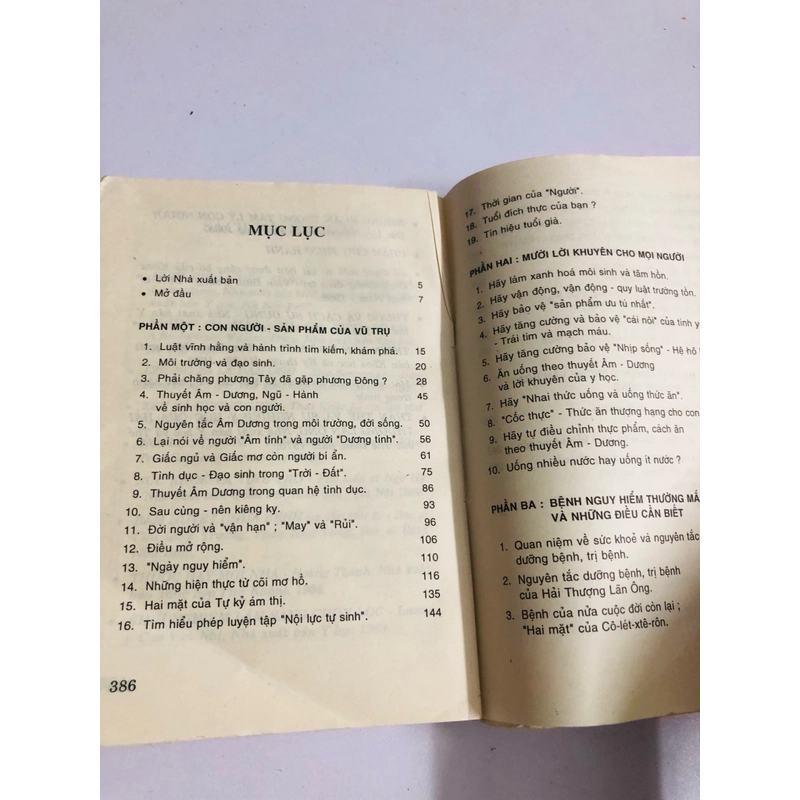 MỤC LỤC
• Lời Nhà xuất bản 5
• Mở đầu 7
PHẦN MỘT : CON NGƯỜI - SẢN PHẨM CỦA VŨ TRỤ
1. Luật vĩnh hằng và hành trình tìm kiếm, khám phá. 15
2. Môi trường và đạo sinh. 20
3. Phải chăng phương Tây đã gặp phương Đông ? 28
4. Thuyết Âm - Dương, Ngũ - Hành 45
về sinh học và con người.
5. Nguyên tắc Âm Dương trong môi trường, đời sống. 50
6. Lại nói về người "Âm tính" và người "Dương tính". 56
7. Giấc ngủ và Giấc mơ còn người bí ẩn. 61
8. Tình dục - Đạo sinh trong "Trời - Đất". 75
9. Thuyết Âm Dương trong quan hệ tình dục. 86
10. Sau cùng - nên kiêng kỵ. 93
11. Đời người và "vận hạn" ; "May" và "Rủi". 96
12. Điều mở rộng. 106
13. "Ngày nguy hiểm". 110
14. Những hiện thực từ cõi mơ hồ. 116
15. Hai mặt của Tự kỷ ám thị. 135
16. Tìm hiểu phép luyện tập "Nội lực tự sinh". 144
386
17. Thời gian của "Người".
18. Tuổi đích thực của bạn ?
19. Tín hiệu tuổi già.
PHẦN HAI : MƯỜI LỜI KHUYÊN CHO MỌI NGƯỜI
1. Hãy làm xanh hoá môi sinh và tâm hồn.
2. Hãy vận động, vận động - quy luật trường tồn.
3. Hãy bảo vệ "sản phẩm ưu tú nhất".
4. Hãy tăng cường và bảo vệ "cái nôi" của tình y
- Trái tim và mạch máu.
5. Hãy tăng cường bảo vệ "Nhịp sống" - Hệ hô
6. Ăn uống theo thuyết Âm - Dương
và lời khuyên của y học.
7. Hãy "Nhai thức uống và uống thức ăn".
8. "Cốc thực" - Thức ăn thượng hạng cho con
9. Hãy tự điều chỉnh thực phẩm, cách ăn
theo thuyết Âm - Dương.
10. Uống nhiều nước hay uống ít nước ?
PHẦN BA : BỆNH NGUY HIỂM THƯỜNG MẮ
VÀ NHỮNG ĐIỀU CẦN BIẾT
1. Quan niệm về sức khoẻ và nguyên tắc
dưỡng bệnh, trị bệnh.
2. Nguyên tắc dưỡng bệnh, trị bệnh
của Hải Thượng Lãn Ông.
3. Bệnh của nửa cuộc đời còn lại ;
"Hai mặt" của Cô-lét-xtê-rôn.